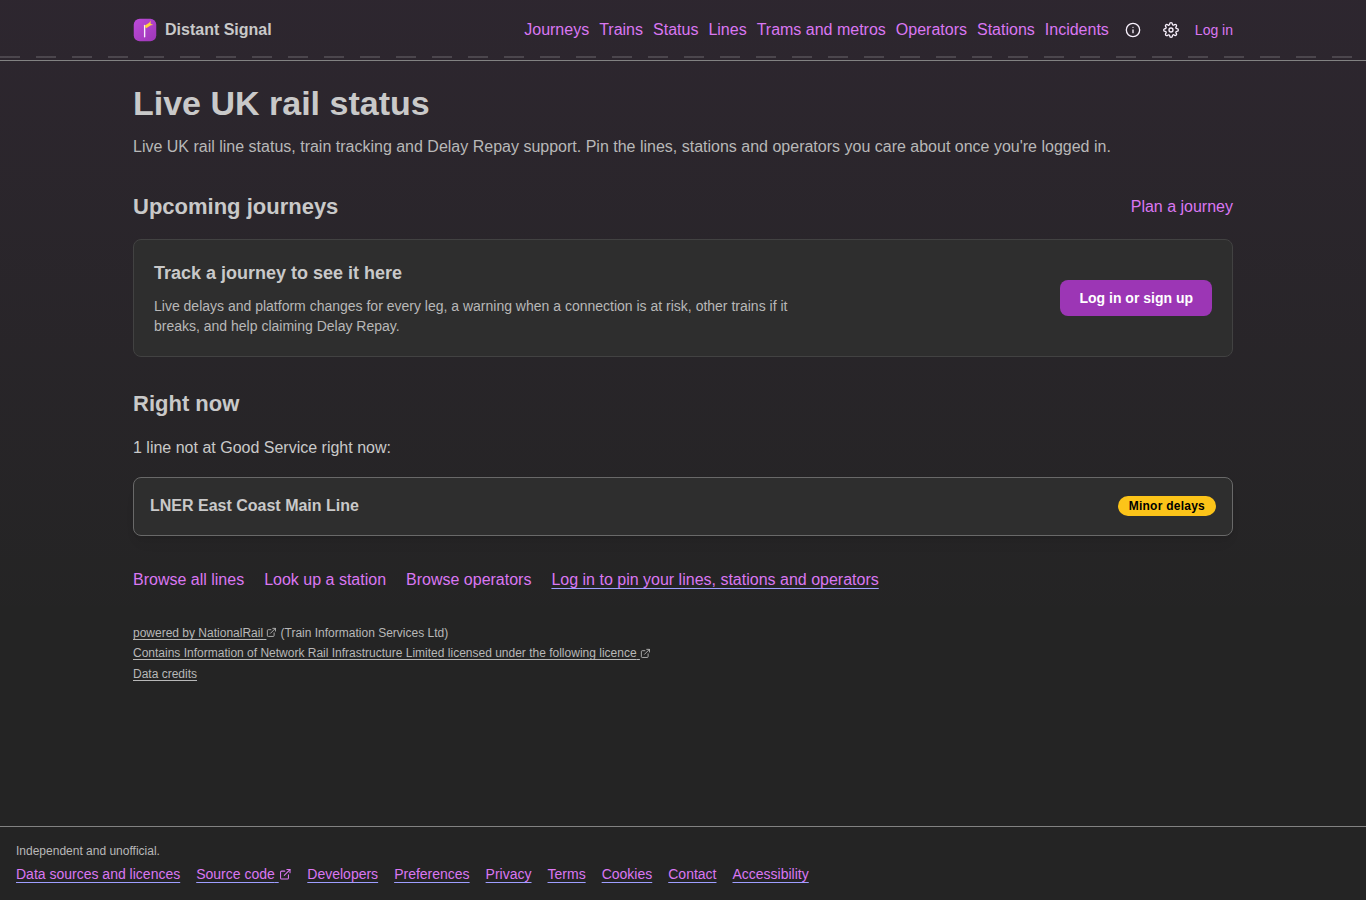 Distant Signal
Journeys Trains Status Lines Trams and metros Operators Stations Incidents Log in
Live UK rail status
Live UK rail line status, train tracking and Delay Repay support. Pin the lines, stations and operators you care about once you're logged in.
Upcoming journeys
Plan a journey
Track a journey to see it here
Live delays and platform changes for every leg, a warning when a connection is at risk, other trains if it
breaks, and help claiming Delay Repay.
Log in or sign up
Right now
1 line not at Good Service right now:
LNER East Coast Main Line
Minor delays
Browse all lines Look up a station Browse operators Log in to pin your lines, stations and operators
powered by NationalRail (Train Information Services Ltd)
Contains Information of Network Rail Infrastructure Limited licensed under the following licence
Data credits
Independent and unofficial.
Data sources and licences Source code Developers Preferences Privacy Terms Cookies Contact Accessibility